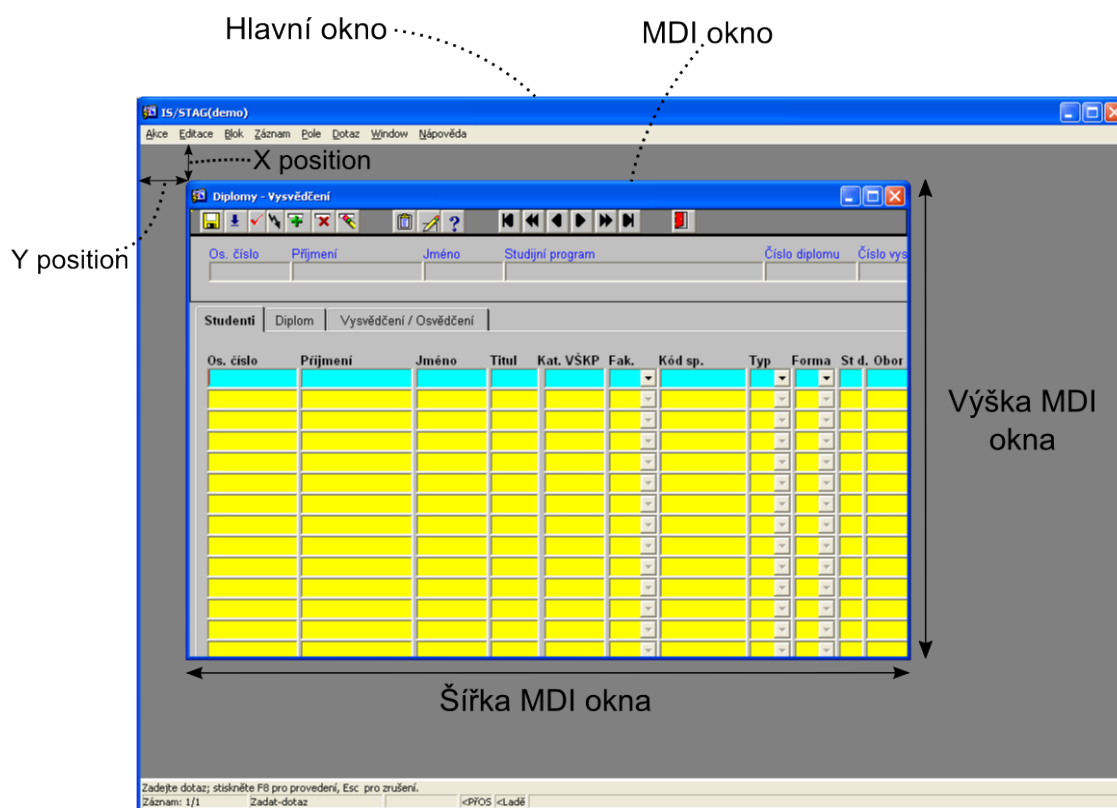 Hlavní okno
MDI okno
IS/STAG(demo)
Akce Editace Blok Záznam Pole Dotaz Window Nápověda
X position
Diplomy - Vysvědčení
Y position
Os. číslo Příjmení Jméno Studijní program Číslo diplomu Číslo vys
Studenti Diplom Vysvědčení / Osvědčení
Os. číslo Příjmení Jméno Titul Kat. VŠKP Fak. Kód sp. Typ Forma St d. Obor
Výška MDI
okna
Šířka MDI okna
Zadejte dotaz; stiskněte F8 pro provedení, Esc pro zrušení.
Záznam: 1/1 Zadat-dotaz <PřOS <Ladě